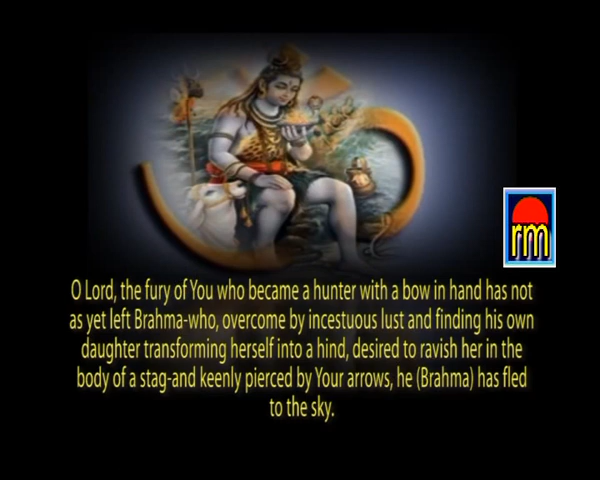 rm
O Lord, the fury of You who became a hunter with a bow in hand has not
as yet left Brahma-who, overcome by incestuous lust and finding his own
daughter transforming herself into a hind, desired to ravish her in the
body of a stag-and keenly pierced by Your arrows, he (Brahma) has fled
to the sky.